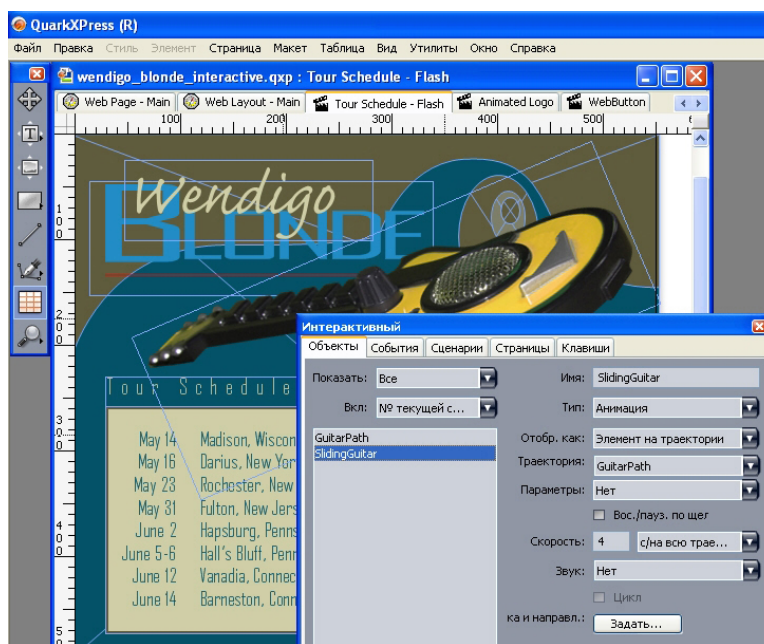 QuarkXPress (R)
Файл Правка Стиль Элемент Страница Макет Таблица Вид Утилиты Окно Справка
wendigo_blonde_interactive.qxp : Tour Schedule - Flash
Web Page - Main Web Layout - Main Tour Schedule - Flash Animated Logo WebButton
100 200 300 400 500
Wendigo
BLONDE
Интерактивный
Объекты События Сценарии Страницы Клавиши
Показать: Все Имя: SlidingGuitar
Вкл: № текущей с... Тип: Анимация
GuitarPath Отобр. как: Элемент на траектории
SlidingGuitar Траектория: GuitarPath
Параметры: Нет
Вос./пауз. по щег
Скорость: 4 с/на всю трае...
Звук: Нет
Цикл
ка и направл.: Задать...
Tour Schedule
May 14 Madison, Wiscon
May 16 Darius, New Yor
May 23 Rochoster, New
May 31 Fulton, New Jers
June 2 Hapsburg, Penns
June 5-6 Hall's Bluff, Penn
June 12 Vanadia, Connec
June 14 Barneston, Conn